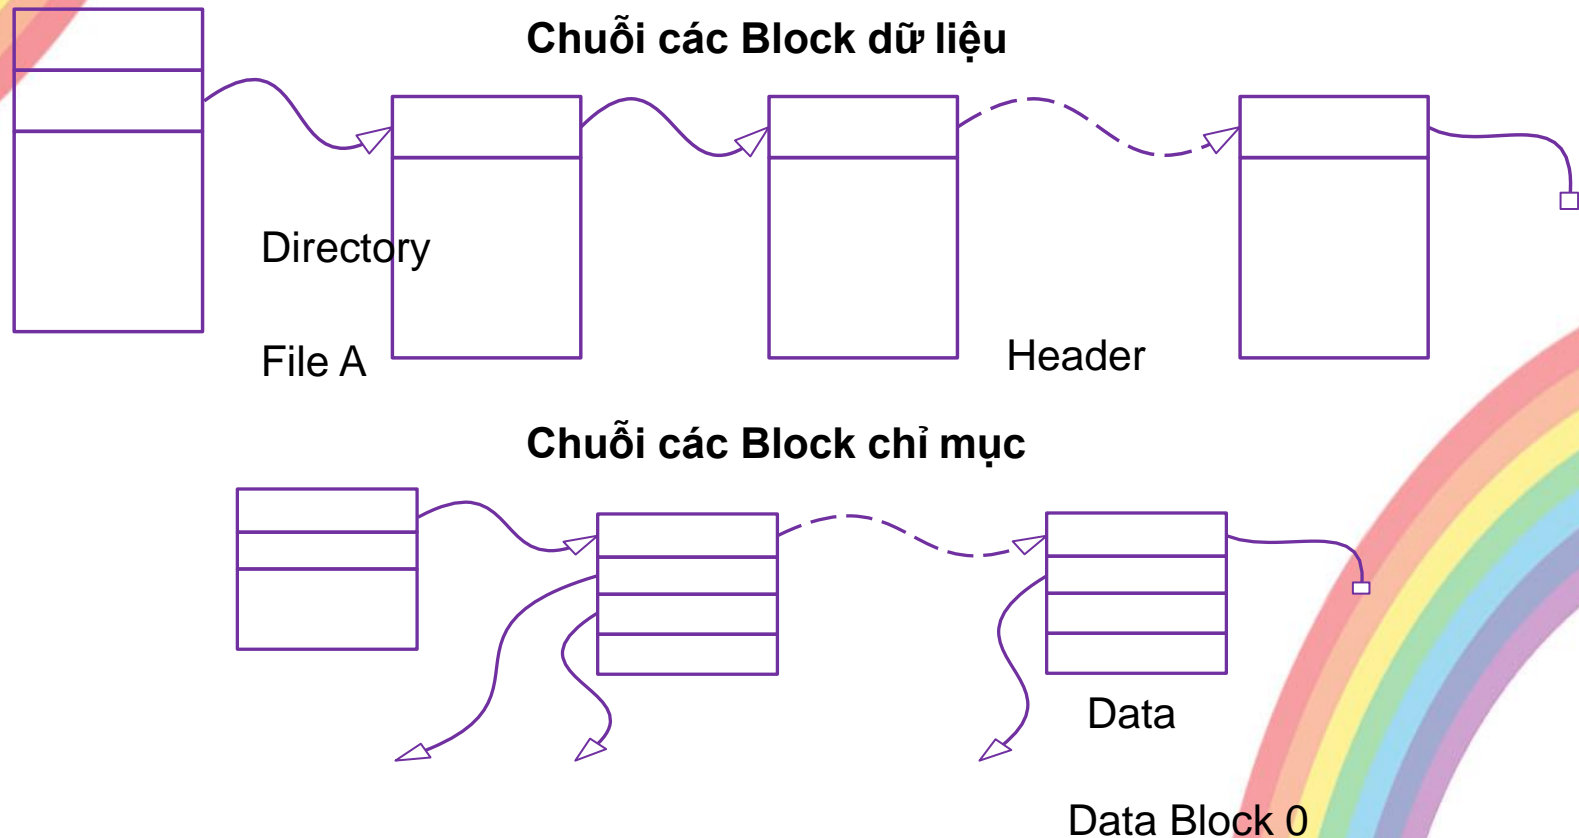 Chuỗi các Block dữ liệu
Directory
File A
Header
Chuỗi các Block chỉ mục
Data
Data Block 0